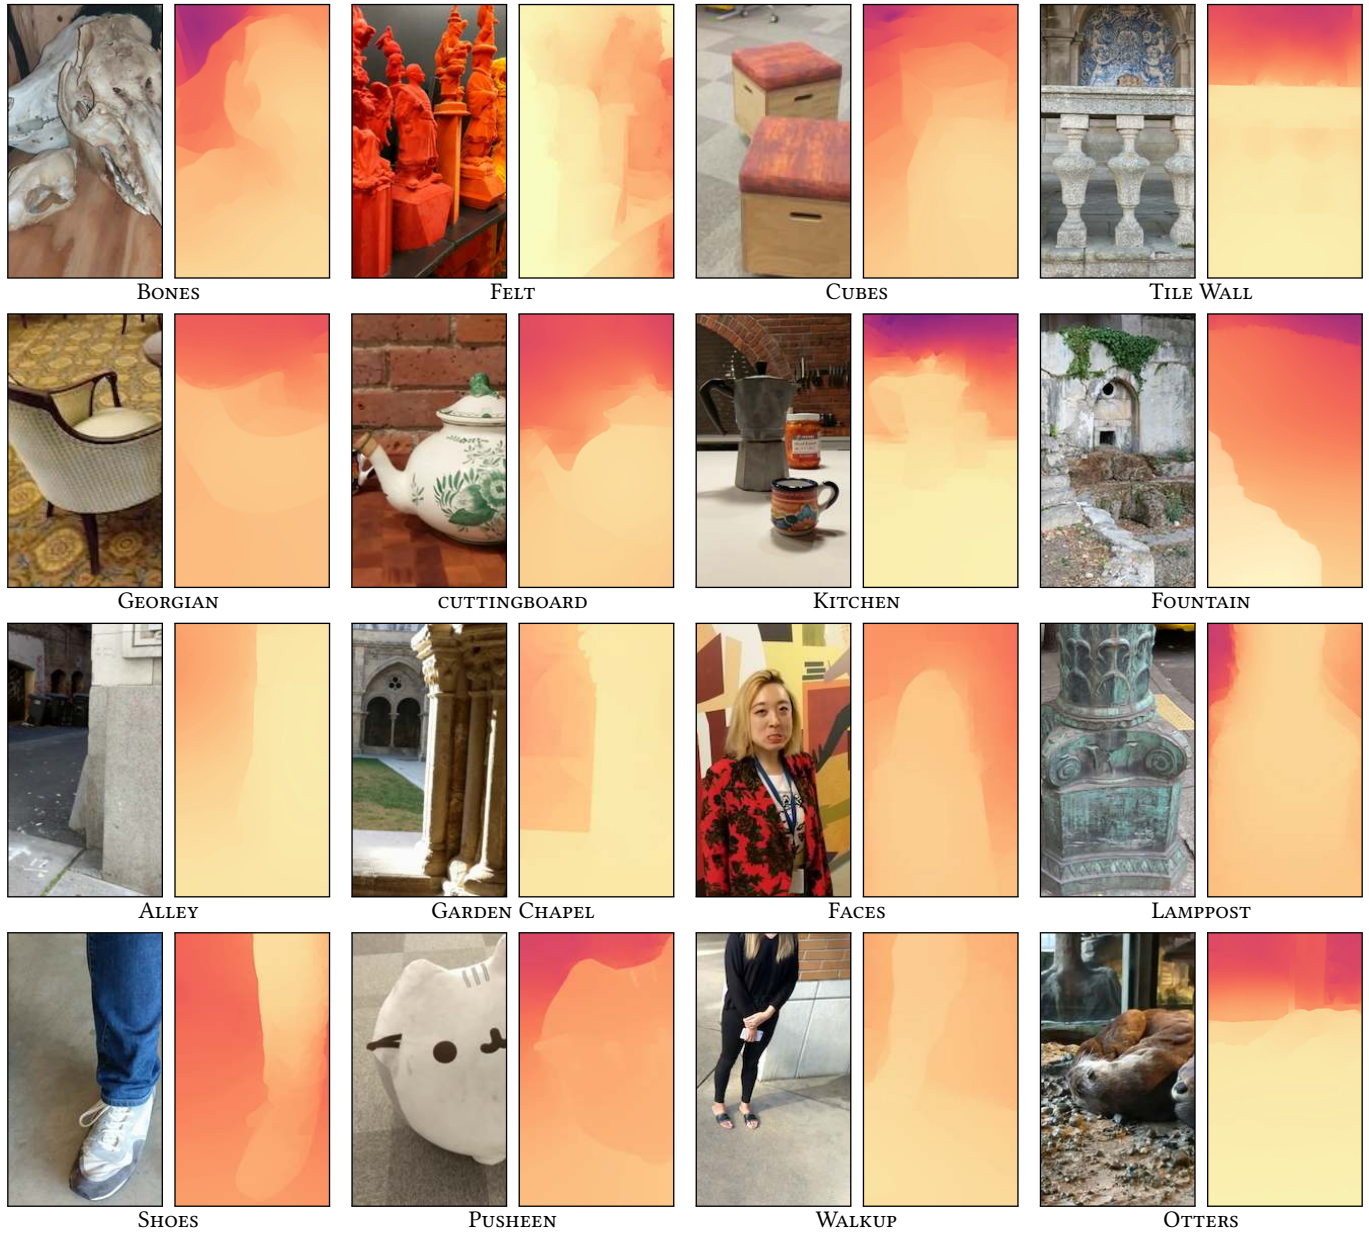 Bones
Felt
Cubes
Tile Wall
Georgian
cuttingboard
Kitchen
Fountain
Alley
Garden Chapel
Faces
Lamppost
Shoes
Pusheen
Walkup
Otters